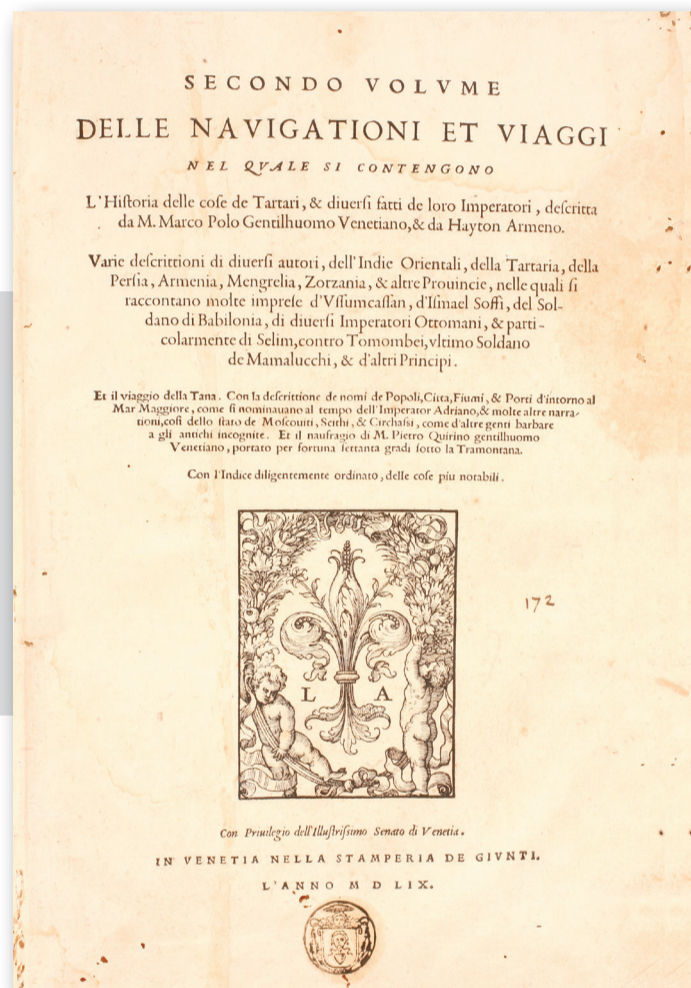 SECONDO VOLVME
DELLE NAVIGATIONI ET VIAGGI
NEL QVALE SI CONTENGONO
L'Hiſtoria delle coſe de Tartari, & diuerſi fatti de loro Imperatori, deſcritta
da M. Marco Polo Gentilhuomo Venetiano, & da Hayton Armeno.
Varie deſcrittioni di diuerſi autori, dell'Indie Orientali, della Tartaria, della
Perſia, Armenia, Mengrelia, Zorzania, & altre Prouincie, nelle quali ſi
raccontano molte impreſe d'Vſſumcaſſàn, d'Iſmael Soffi, del Sol-
dano di Babilonia, di diuerſi Imperatori Ottomani, & parti-
colarmente di Selim, contro Tomombei, vltimo Soldano
de Mamalucchi, & d'altri Principi.
Et il viaggio della Tana. Con la deſcrittione de nomi de Popoli, Citta, Fiumi, & Porti d'intorno al
Mar Maggiore, come ſi nominauano al tempo dell'Imperator Adriano, & molte altre narra-
tioni, coſi dello ſtato de Moſcouiti, Scithi, & Circhaſſi, come d'altre genti barbare
a gli antichi incognite. Et il naufragio di M. Pietro Quirino gentilhuomo
Venetiano, portato per fortuna ſettanta gradi ſotto la Tramontana.
Con l'Indice diligentemente ordinato, delle coſe piu notabili.
172
L A
Con Priuilegio dell'Illuſtriſsimo Senato di Venetia.
IN VENETIA NELLA STAMPERIA DE GIVNTI.
L'ANNO M D LIX.